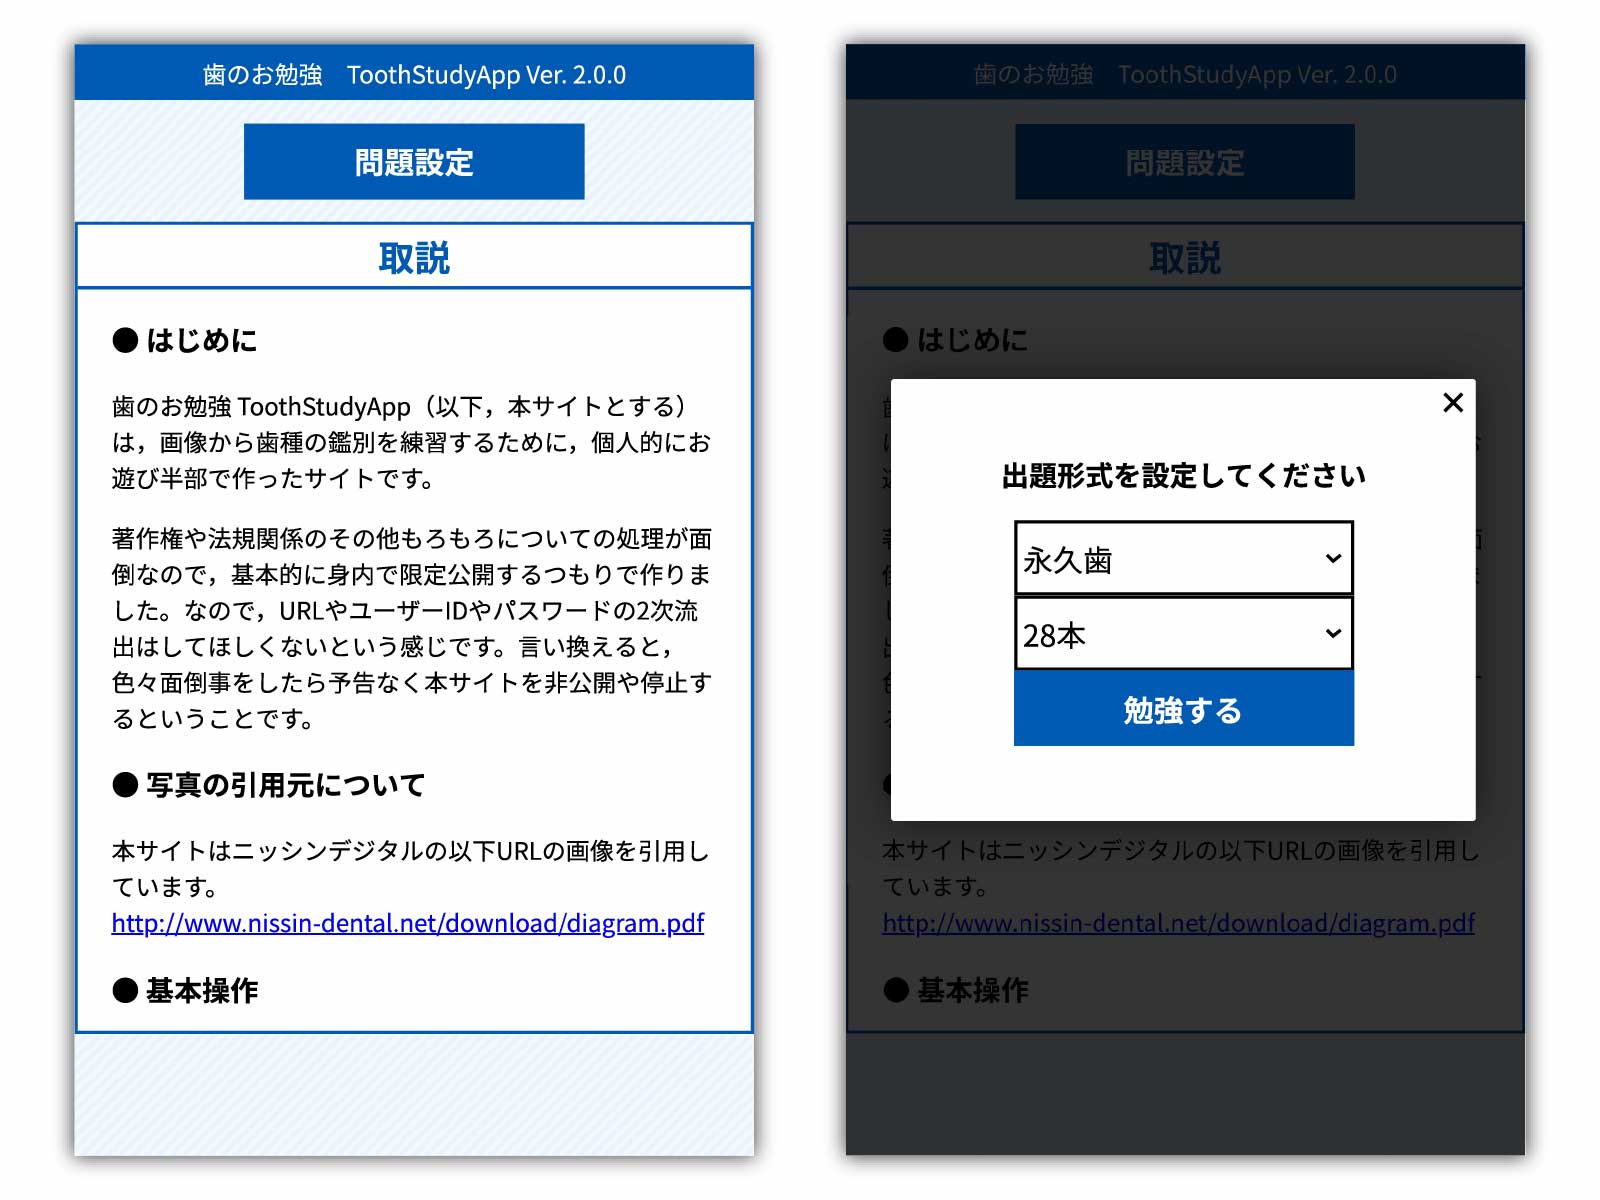 歯のお勉強　ToothStudyApp Ver. 2.0.0
問題設定
取説
● はじめに
歯のお勉強 ToothStudyApp（以下，本サイトとする）
は，画像から歯種の鑑別を練習するために，個人的にお
遊び半部で作ったサイトです。
著作権や法規関係のその他もろもろについての処理が面
倒なので，基本的に身内で限定公開するつもりで作りま
した。なので，URLやユーザーIDやパスワードの2次流
出はしてほしくないという感じです。言い換えると，
色々面倒事をしたら予告なく本サイトを非公開や停止す
るということです。
● 写真の引用元について
本サイトはニッシンデジタルの以下URLの画像を引用し
ています。
http://www.nissin-dental.net/download/diagram.pdf
● 基本操作
歯のお勉強　ToothStudyApp Ver. 2.0.0
問題設定
取説
● はじめに
×
出題形式を設定してください
永久歯
28本
勉強する
本サイトはニッシンデジタルの以下URLの画像を引用し
ています。
http://www.nissin-dental.net/download/diagram.pdf
● 基本操作